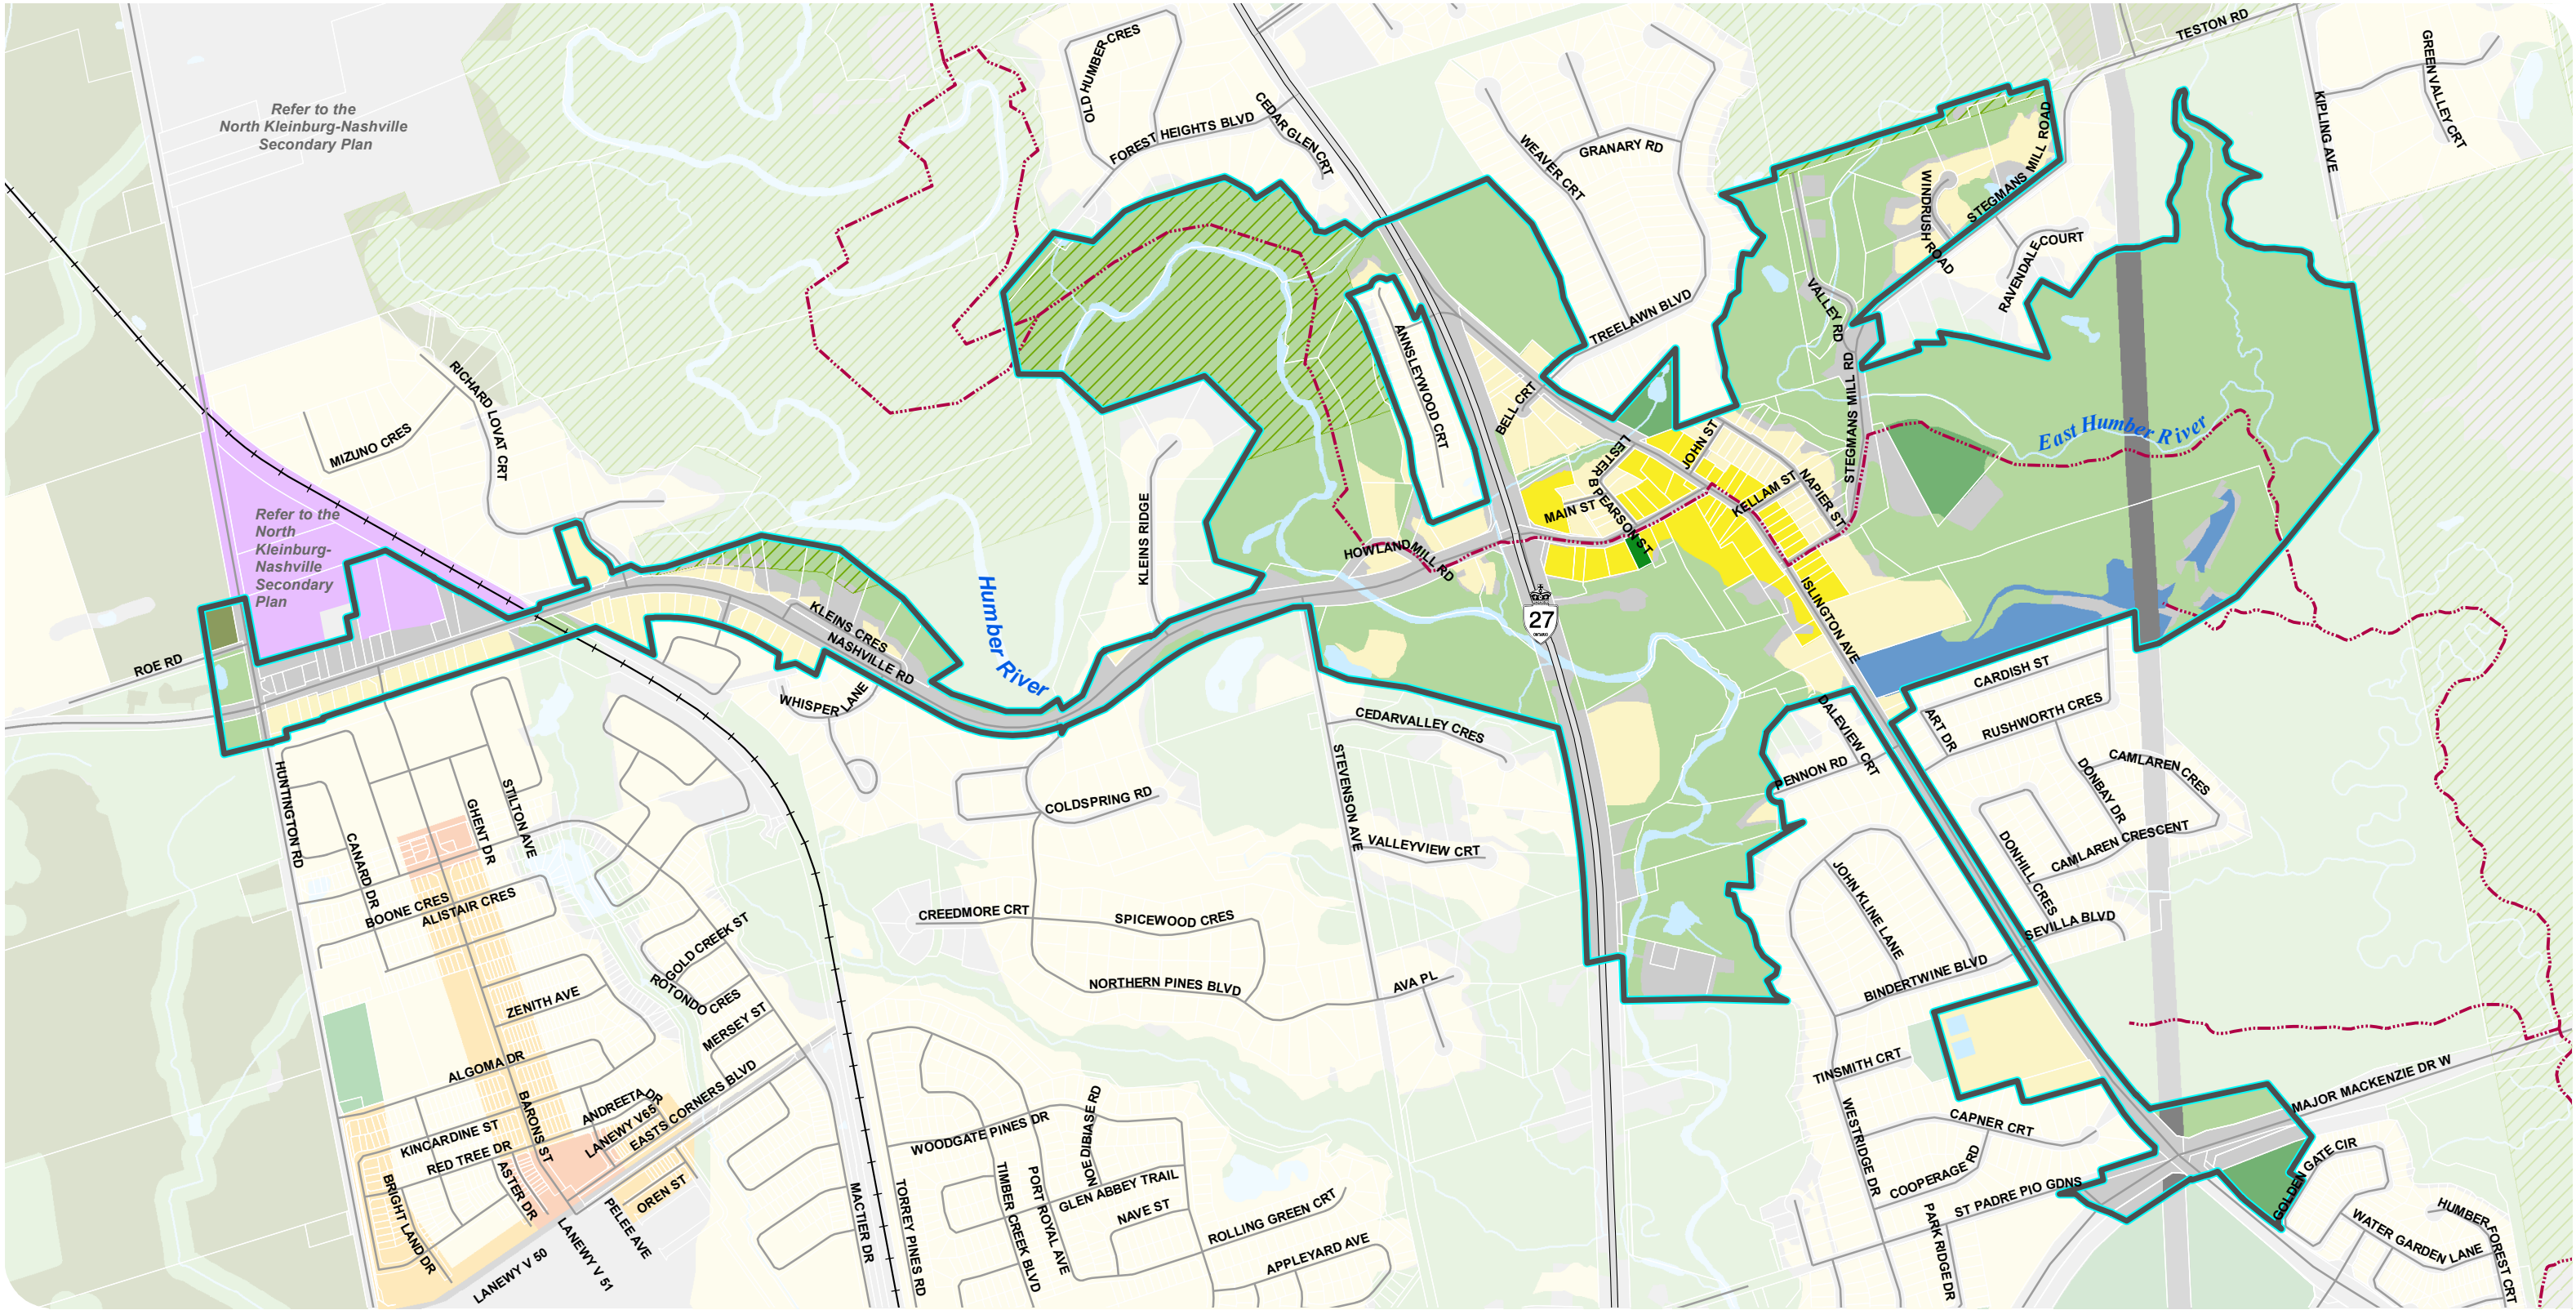 TESTON RD
OLD HUMBER CRES
GREEN VALLEY CRT
KIPLING AVE
Refer to the
North Kleinburg-Nashville
Secondary Plan
CEDAR GLEN CRT
FOREST HEIGHTS BLVD
WEAVER CRT
GRANARY RD
STEGMANS MILL ROAD
WINDRUSH ROAD
RAVENDALE COURT
VALLEY RD
TREELAWN BLVD
ANNSLEYWOOD CRT
BELL CRT
STEGMANS MILL RD
RICHARD LOVAT CRT
MIZUNO CRES
East Humber River
JOHN ST
LESTER B PEARSON ST
NAPIER ST
KELLAM ST
MAIN ST
KLEINS RIDGE
HOWLAND MILL RD
Refer to the
North
Kleinburg-
Nashville
Secondary
Plan
27
ONTARIO
ISLINGTON AVE
Humber River
KLEINS CRES
NASHVILLE RD
ROE RD
WHISPER LANE
CARDISH ST
ART DR
RUSHWORTH CRES
DALEVIEW CRT
PENNON RD
CEDARVALLEY CRES
STEVENSON AVE
CAMLAREN CRES
DONBAY DR
CAMLAREN CRESCENT
DONHILL CRES
HUNTINGTON RD
STILTON AVE
GHENT DR
CANARD DR
COLDSPRING RD
VALLEYVIEW CRT
JOHN KLINE LANE
BOONE CRES
ALISTAIR CRES
CREEDMORE CRT
SPICEWOOD CRES
SEVILLA BLVD
GOLD CREEK ST
ROTONDO CRES
NORTHERN PINES BLVD
AVA PL
BINDERTWINE BLVD
ZENITH AVE
MERSEY ST
ALGOMA DR
TINSMITH CRT
MAJOR MACKENZIE DR W
BARONS ST
ANDREETA DR
LANEWY V65
EASTS CORNERS BLVD
KINCARDINE ST
RED TREE DR
ASTER DR
BRIGHT LAND DR
OREN ST
PELEE AVE
LANEWY V 51
LANEWY V 50
MACTIER DR
TORREY PINES RD
WOODGATE PINES DR
NOE DIBIASE RD
TIMBER CREEK BLVD
PORT ROYAL AVE
GLEN ABBEY TRAIL
NAVE ST
ROLLING GREEN CRT
APPLEYARD AVE
WESTRIDGE DR
CAPNER CRT
COOPERAGE RD
ST PADRE PIO GDNS
PARK RIDGE DR
GOLDEN GATE CIR
HUMBER FOREST CRT
WATER GARDEN LANE